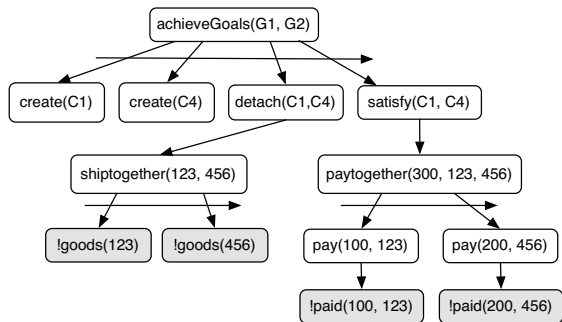 achieveGoals(G1, G2)
create(C1)
create(C4)
detach(C1,C4)
satisfy(C1, C4)
shiptogether(123, 456)
paytogether(300, 123, 456)
!goods(123)
!goods(456)
pay(100, 123)
pay(200, 456)
!paid(100, 123)
!paid(200, 456)